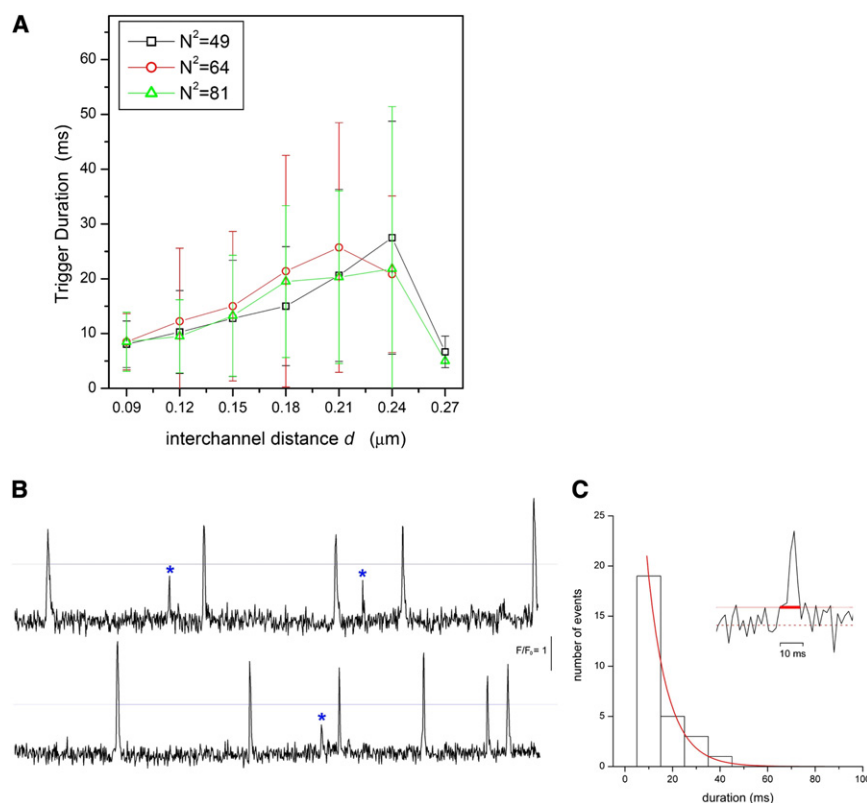 A
N²=49
N²=64
N²=81
Trigger Duration (ms)
60
50
40
30
20
10
0
0.09 0.12 0.15 0.18 0.21 0.24 0.27
interchannel distance d (μm)
B
*
*
F/F₀ = 1
*
C
number of events
25
20
15
10
5
0
10 ms
0 20 40 60 80 100
duration (ms)